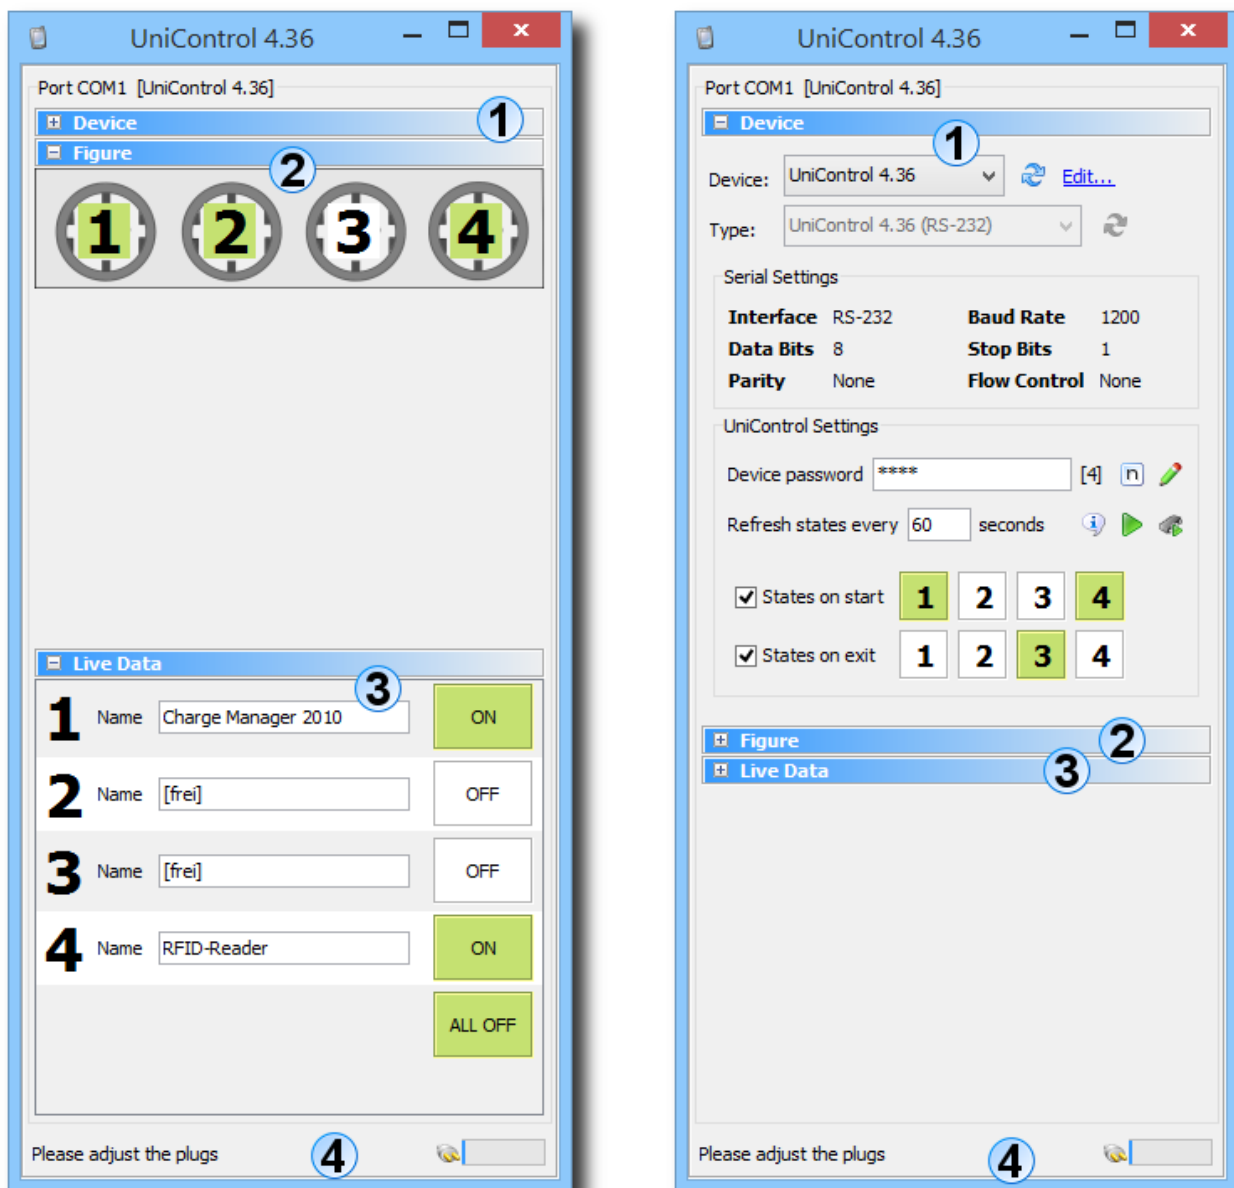 UniControl 4.36
Port COM1 [UniControl 4.36]
Device
1
Figure
2
1 2 3 4
Live Data
3
1 Name Charge Manager 2010 ON
2 Name [frei] OFF
3 Name [frei] OFF
4 Name RFID-Reader ON
ALL OFF
Please adjust the plugs
4
UniControl 4.36
Port COM1 [UniControl 4.36]
Device
1
Device: UniControl 4.36 Edit...
Type: UniControl 4.36 (RS-232)
Serial Settings
Interface RS-232 Baud Rate 1200
Data Bits 8 Stop Bits 1
Parity None Flow Control None
UniControl Settings
Device password **** [4] n
Refresh states every 60 seconds
States on start 1 2 3 4
States on exit 1 2 3 4
Figure
2
Live Data
3
Please adjust the plugs
4